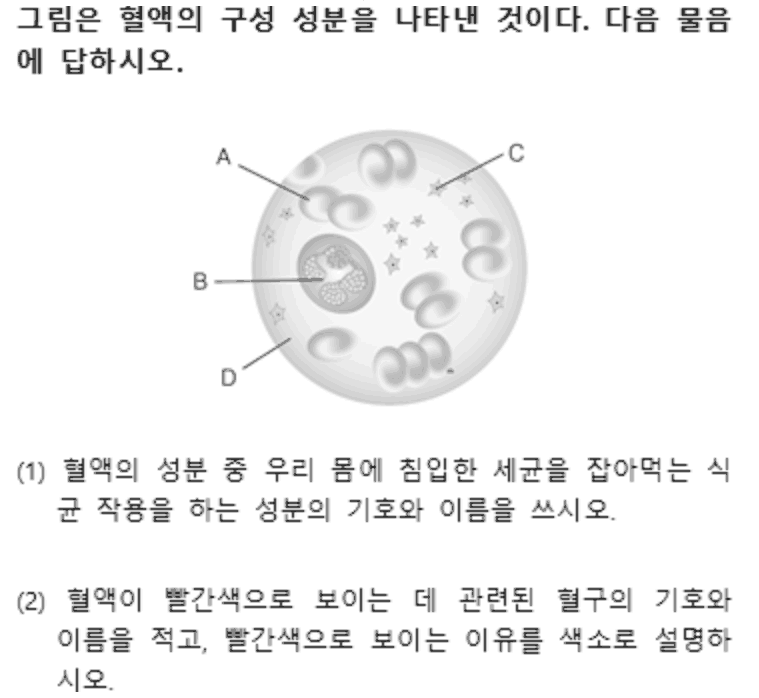 그림은 혈액의 구성 성분을 나타낸 것이다. 다음 물음
에 답하시오.
A
C
B
D
(1) 혈액의 성분 중 우리 몸에 침입한 세균을 잡아먹는 식
균 작용을 하는 성분의 기호와 이름을 쓰시오.
(2) 혈액이 빨간색으로 보이는 데 관련된 혈구의 기호와
이름을 적고, 빨간색으로 보이는 이유를 색소로 설명하
시오.